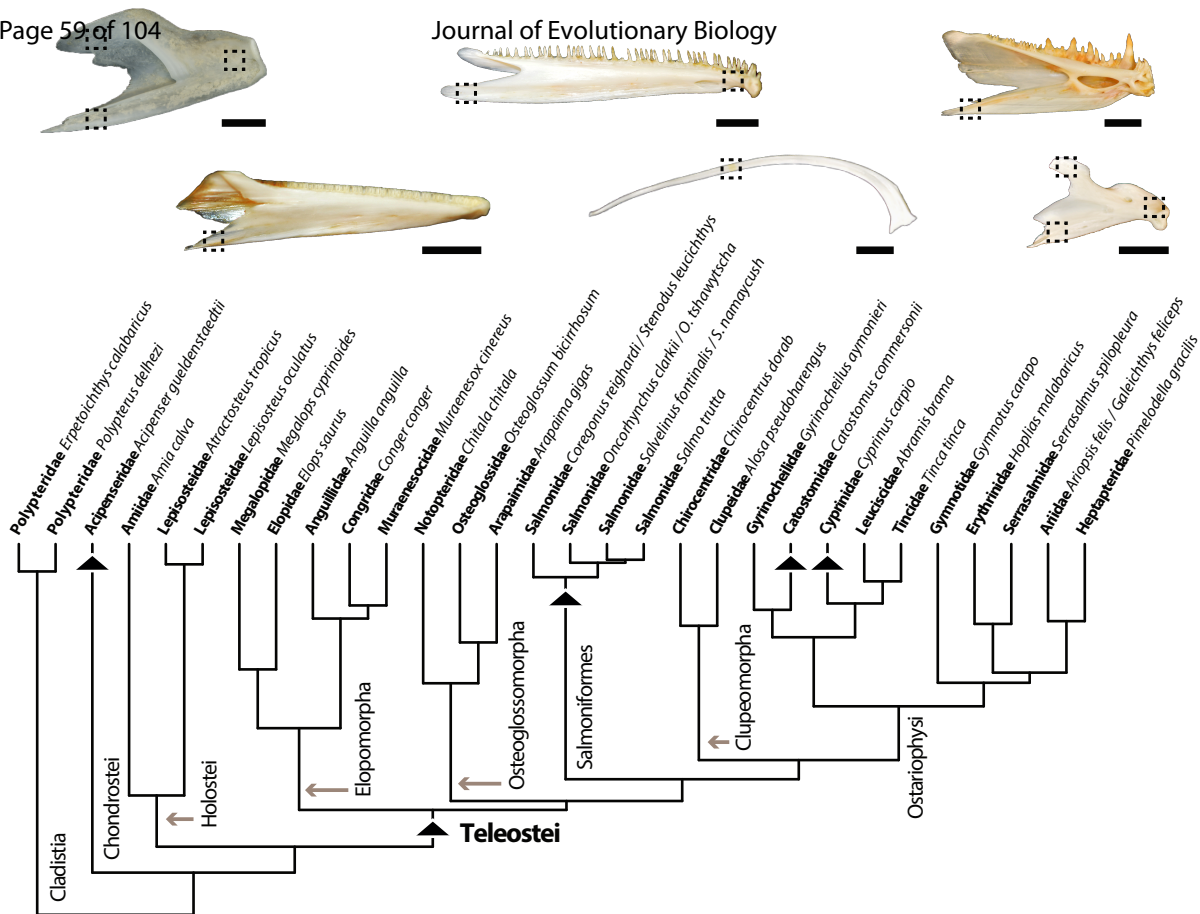 Page 59 of 104
Journal of Evolutionary Biology
Polypteridae Erpetoichthys calabaricus
Polypteridae Polypterus delhezi
Acipenseridae Acipenser gueldenstaedtii
Amiidae Amia calva
Lepisosteidae Atractosteus tropicus
Lepisosteidae Lepisosteus oculatus
Megalopidae Megalops cyprinoides
Elopidae Elops saurus
Anguillidae Anguilla anguilla
Congridae Conger conger
Muraenesocidae Muraenesox cinereus
Notopteridae Chitala chitala
Osteoglosidae Osteoglossum bicirrhosum
Arapaimidae Arapaima gigas
Salmonidae Coregonus reighardi / Stenodus leucichthys
Salmonidae Oncorhynchus clarkii / O. tshawytscha
Salmonidae Salvelinus fontinalis / S. namaycush
Salmonidae Salmo trutta
Chirocentridae Chirocentrus dorab
Clupeidae Alosa pseudoharengus
Gyrinocheilidae Gyrinocheilus aymonieri
Catostomidae Catostomus commersonii
Cyprinidae Cyprinus carpio
Leuciscidae Abramis brama
Tincidae Tinca tinca
Gymnotidae Gymnotus carapo
Erythrinidae Hoplias malabaricus
Serrasalmidae Serrasalmus spilopleura
Ariidae Ariopsis felis / Galeichthys feliceps
Heptapteridae Pimelodella gracilis
Cladistia
Chondrostei
Holostei
Elopomorpha
Osteoglossomorpha
Salmoniformes
Clupeomorpha
Ostariophysi
Teleostei